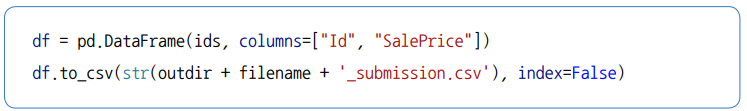 df = pd.DataFrame(ids, columns=["Id", "SalePrice"])
df.to_csv(str(outdir + filename + '_submission.csv'), index=False)